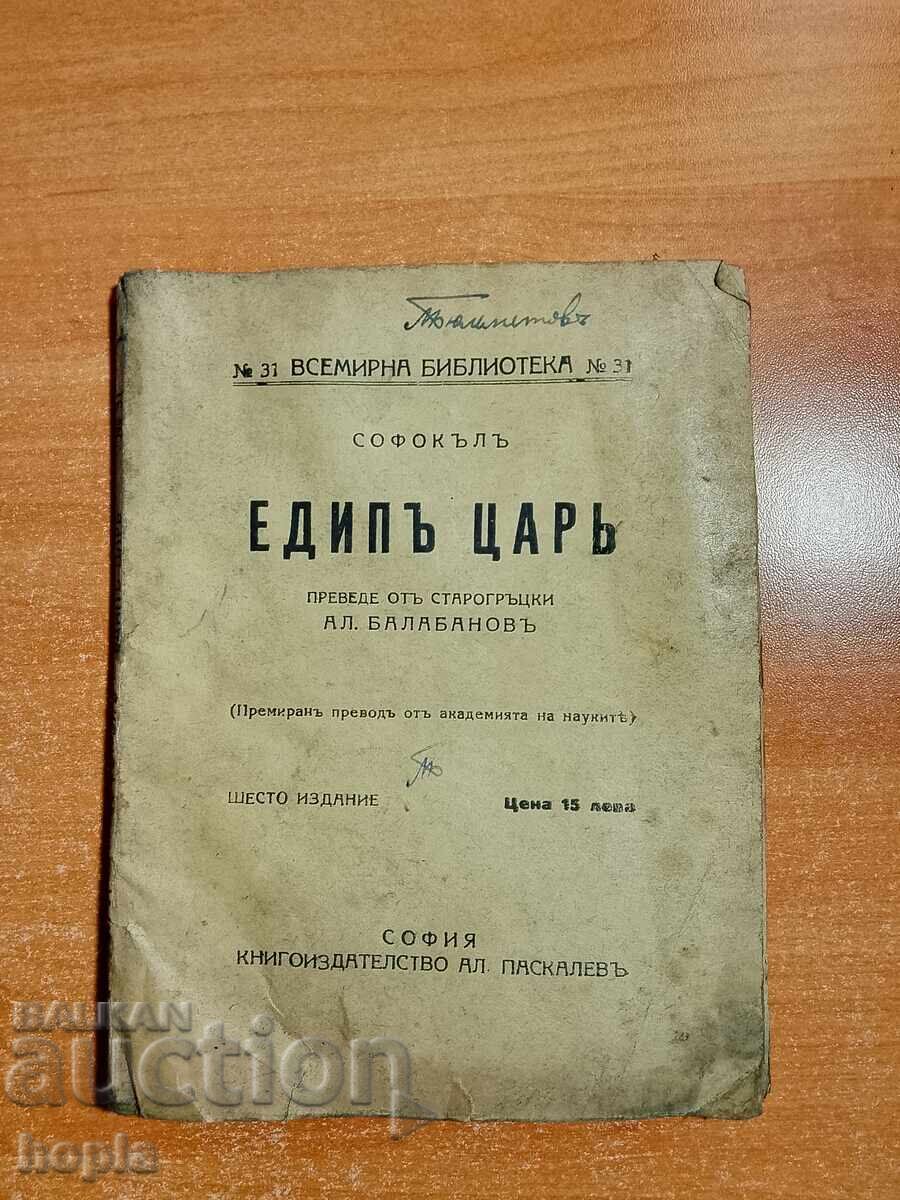 № 31 ВСЕМИРНА БИБЛИОТЕКА № 31
СОФОКЪЛЪ
ЕДИПЪ ЦАРЬ
ПРЕВЕДЕ ОТЪ СТАРОГРЪЦКИ
АЛ. БАЛАБАНОВЪ
(Премиранъ преводъ отъ академията на наукитѣ)
ШЕСТО ИЗДАНИЕ Цена 15 лева
СОФИЯ
КНИГОИЗДАТЕЛСТВО АЛ. ПАСКАЛЕВЪ
BALKAN
auction
hopla